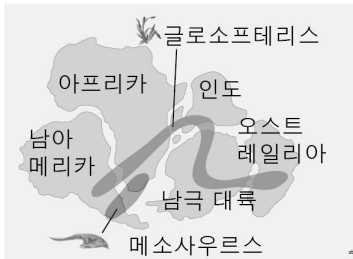 글로소프테리스
아프리카
인도
오스트
레일리아
남아
메리카
남극 대륙
메소사우르스